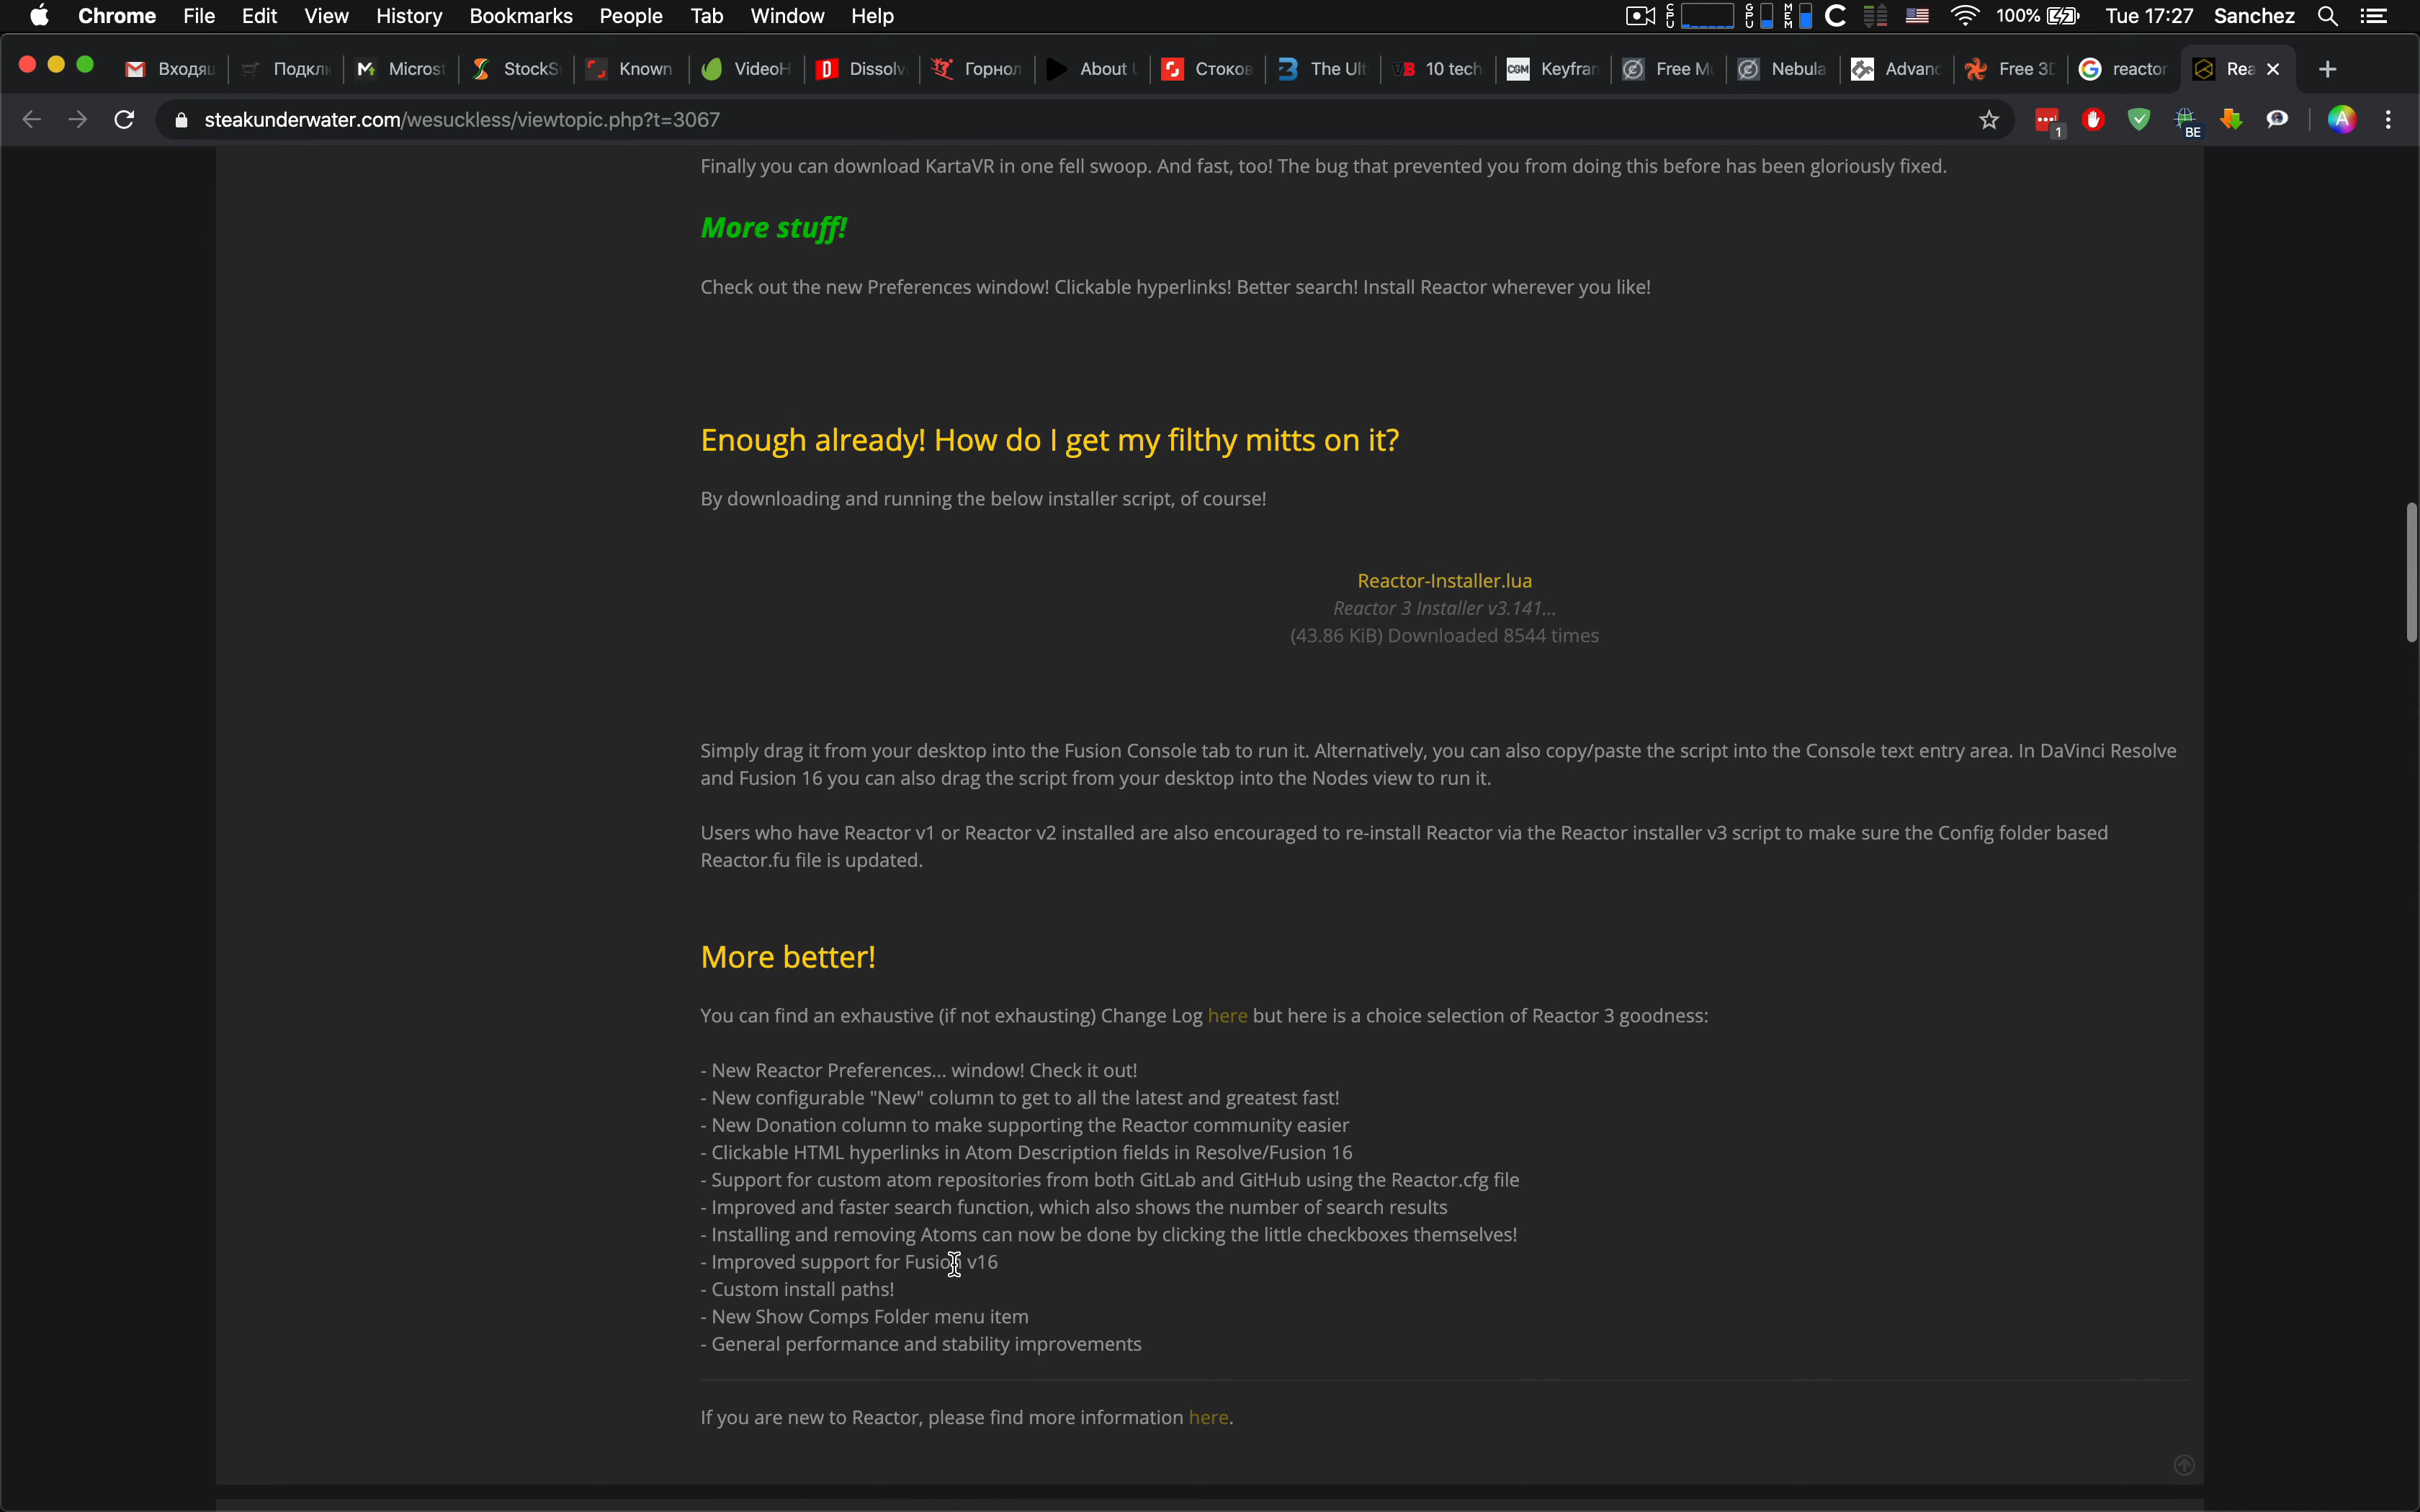 Chrome File Edit View History Bookmarks People Tab Window Help
CPU GPU MEM 100% Tue 17:27 Sanchez
Входящ Подклю Microst StockS Known VideoH Dissolv Горнол About Стоков The Ult 10 tech Keyfran Free Mu Nebula Advanc Free 3D reactor Rea
steakunderwater.com/wesuckless/viewtopic.php?t=3067
1 BE A
Finally you can download KartaVR in one fell swoop. And fast, too! The bug that prevented you from doing this before has been gloriously fixed.
More stuff!
Check out the new Preferences window! Clickable hyperlinks! Better search! Install Reactor wherever you like!
Enough already! How do I get my filthy mitts on it?
By downloading and running the below installer script, of course!
Reactor-Installer.lua
Reactor 3 Installer v3.141...
(43.86 KiB) Downloaded 8544 times
Simply drag it from your desktop into the Fusion Console tab to run it. Alternatively, you can also copy/paste the script into the Console text entry area. In DaVinci Resolve
and Fusion 16 you can also drag the script from your desktop into the Nodes view to run it.
Users who have Reactor v1 or Reactor v2 installed are also encouraged to re-install Reactor via the Reactor installer v3 script to make sure the Config folder based
Reactor.fu file is updated.
More better!
You can find an exhaustive (if not exhausting) Change Log here but here is a choice selection of Reactor 3 goodness:
- New Reactor Preferences... window! Check it out!
- New configurable "New" column to get to all the latest and greatest fast!
- New Donation column to make supporting the Reactor community easier
- Clickable HTML hyperlinks in Atom Description fields in Resolve/Fusion 16
- Support for custom atom repositories from both GitLab and GitHub using the Reactor.cfg file
- Improved and faster search function, which also shows the number of search results
- Installing and removing Atoms can now be done by clicking the little checkboxes themselves!
- Improved support for Fusion v16
- Custom install paths!
- New Show Comps Folder menu item
- General performance and stability improvements
If you are new to Reactor, please find more information here.